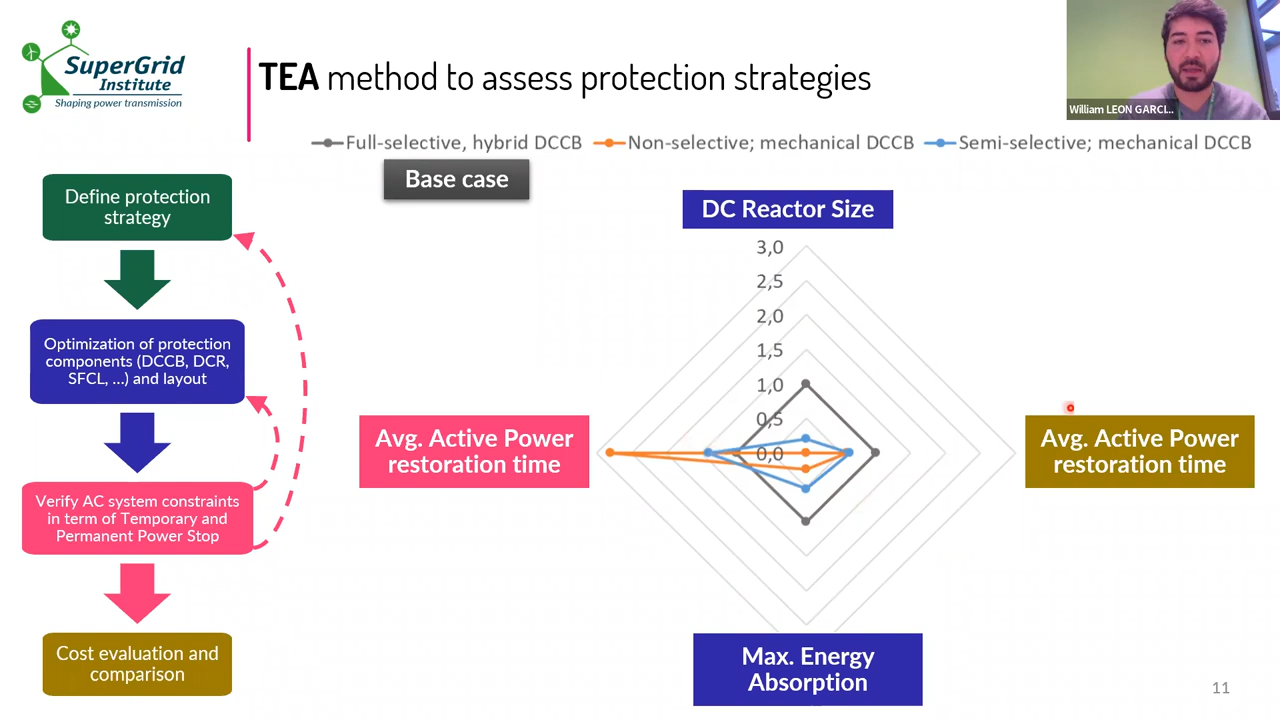 SuperGrid
Institute
Shaping power transmission
TEA method to assess protection strategies
William LEON GARCI...
Full-selective, hybrid DCCB
Non-selective; mechanical DCCB
Semi-selective; mechanical DCCB
Base case
Define protection
strategy
Optimization of protection
components (DCCB, DCR,
SFCL, ...) and layout
Verify AC system constraints
in term of Temporary and
Permanent Power Stop
Cost evaluation and
comparison
DC Reactor Size
3,0
2,5
2,0
1,5
1,0
0,5
0,0
Avg. Active Power
restoration time
Avg. Active Power
restoration time
Max. Energy
Absorption
11